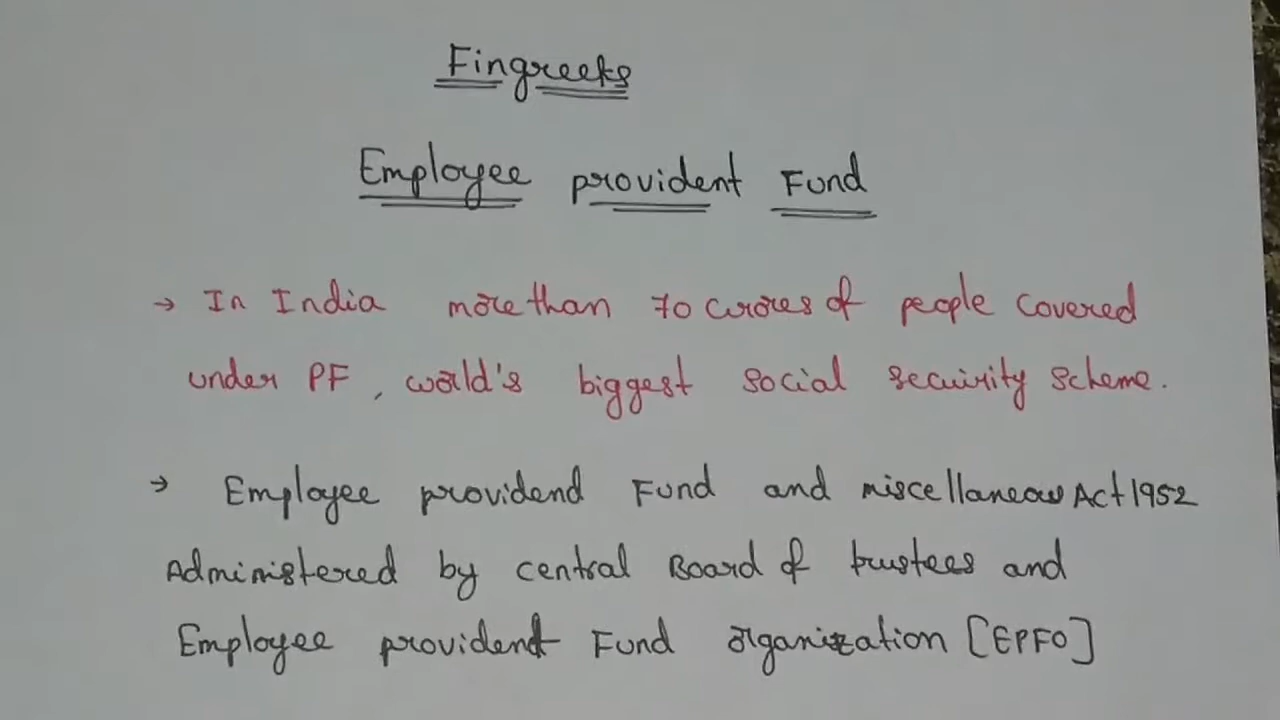 Fingreeks
Employee provident Fund
→ In India more than 70 crores of people covered
under PF, world's biggest social security scheme.
→ Employee providend Fund and miscellaneous Act 1952
Administered by central Board of trustees and
Employee provident Fund organization [EPFO]